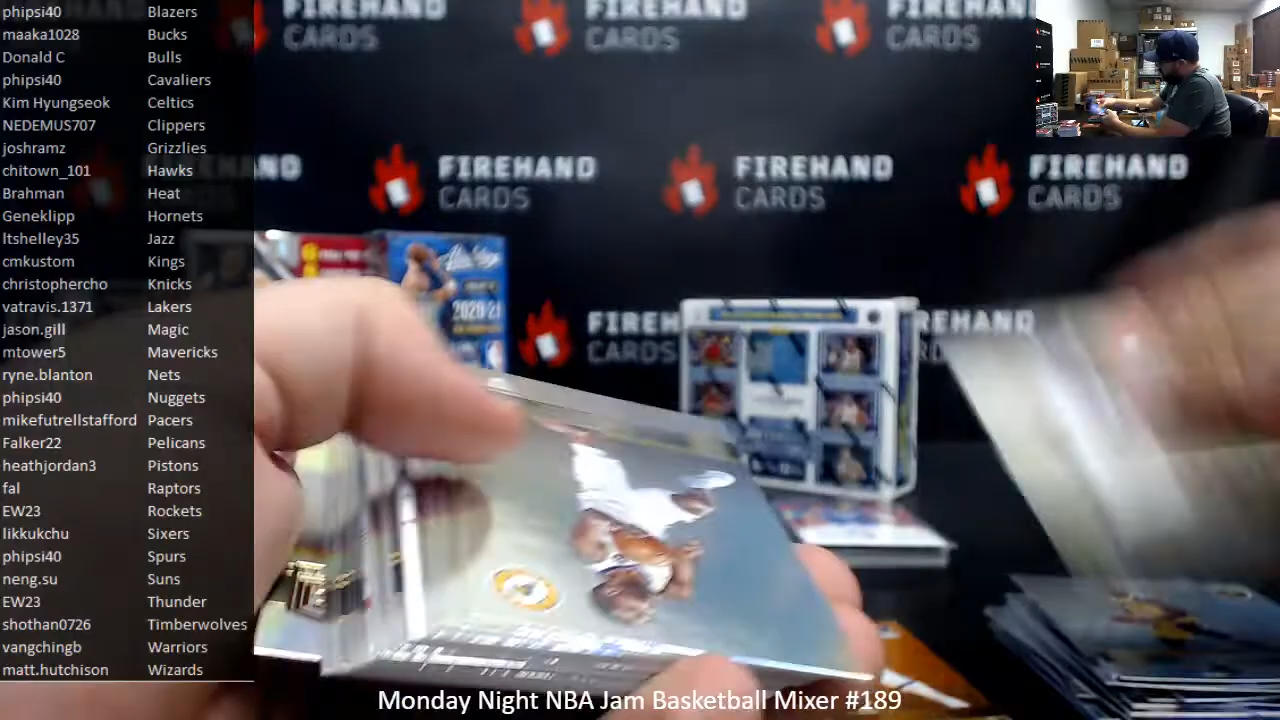 phipsi40 Blazers
maaka1028 Bucks
Donald C Bulls
phipsi40 Cavaliers
Kim Hyungseok Celtics
NEDEMUS707 Clippers
joshramz Grizzlies
chitown_101 Hawks
Brahman Heat
Geneklipp Hornets
ltshelley35 Jazz
cmkustom Kings
christophercho Knicks
vatravis.1371 Lakers
jason.gill Magic
mtower5 Mavericks
ryne.blanton Nets
phipsi40 Nuggets
mikefutrellstafford Pacers
Falker22 Pelicans
heathjordan3 Pistons
fal Raptors
EW23 Rockets
likkukchu Sixers
phipsi40 Spurs
neng.su Suns
EW23 Thunder
shothan0726 Timberwolves
vangchingb Warriors
matt.hutchison Wizards
FIREHAND CARDS
FIREHAND CARDS
FIREHAND CARDS
FIREHAND CARDS
FIREHAND CARDS
FIREHAND CARDS
2020-21
Monday Night NBA Jam Basketball Mixer #189